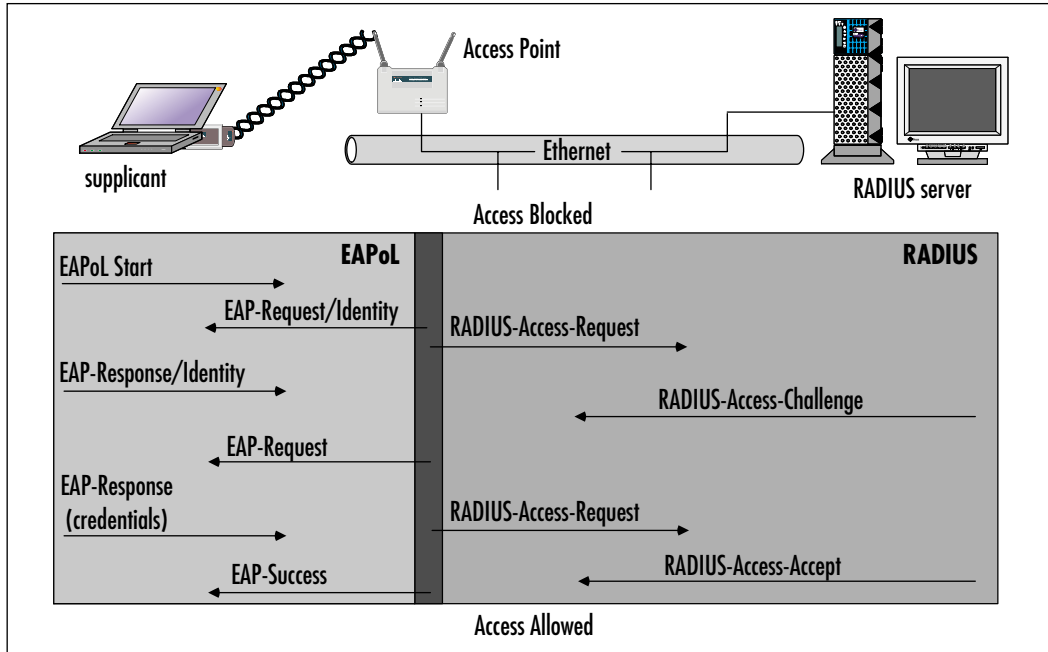 Access Point
Ethernet
supplicant
RADIUS server
Access Blocked
EAPoL
RADIUS
EAPoL Start
EAP-Request/Identity
RADIUS-Access-Request
EAP-Response/Identity
RADIUS-Access-Challenge
EAP-Request
EAP-Response
(credentials)
RADIUS-Access-Request
RADIUS-Access-Accept
EAP-Success
Access Allowed